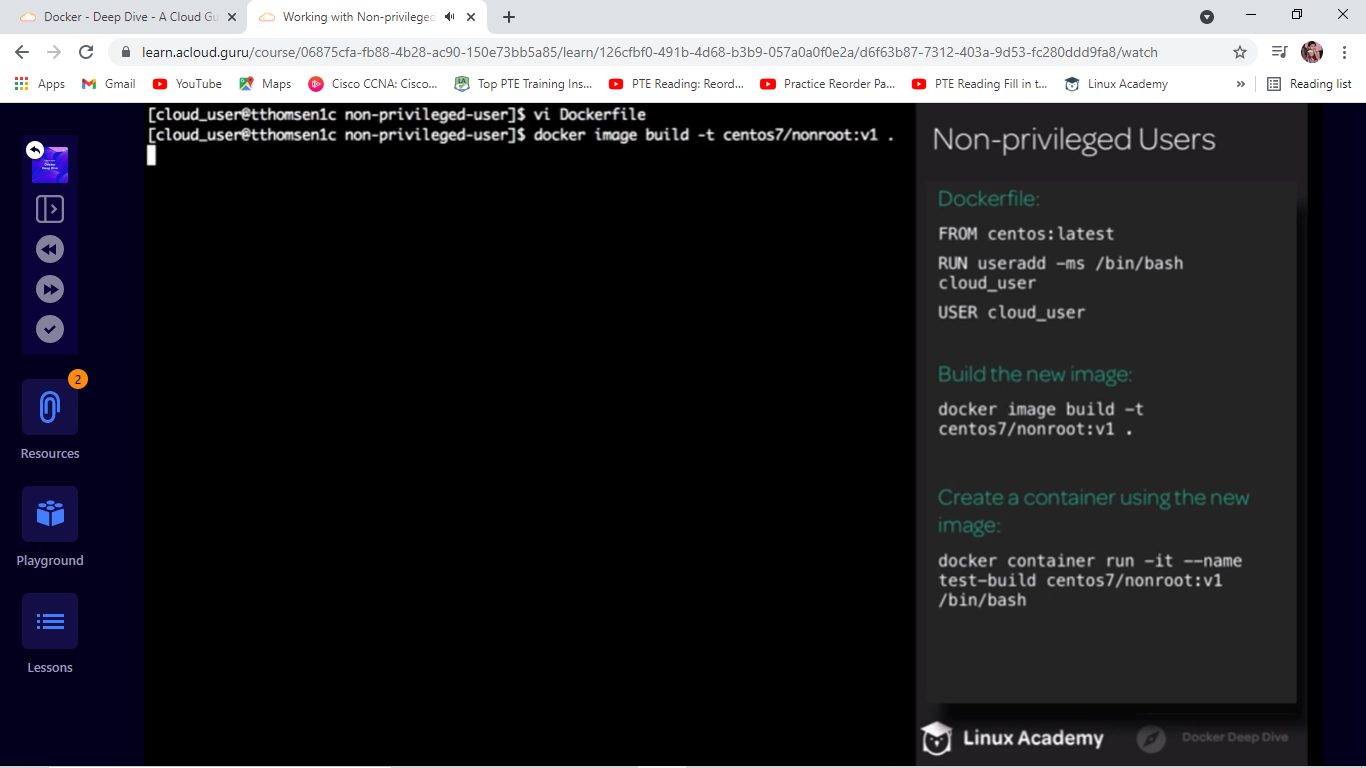 Docker - Deep Dive - A Cloud Gu
Working with Non-privileged
learn.acloud.guru/course/06875cfa-fb88-4b28-ac90-150e73bb5a85/learn/126cfbf0-491b-4d68-b3b9-057a0a0f0e2a/d6f63b87-7312-403a-9d53-fc280ddd9fa8/watch
Apps Gmail YouTube Maps Cisco CCNA: Cisco... Top PTE Training Ins... PTE Reading: Reord... Practice Reorder Pa... PTE Reading Fill in t... Linux Academy » Reading list
[cloud_user@tthomsen1c non-privileged-user]$ vi Dockerfile
[cloud_user@tthomsen1c non-privileged-user]$ docker image build -t centos7/nonroot:v1 .
Docker
Deep Dive
2
Resources
Playground
Lessons
Non-privileged Users
Dockerfile:
FROM centos:latest
RUN useradd -ms /bin/bash
cloud_user
USER cloud_user
Build the new image:
docker image build -t
centos7/nonroot:v1 .
Create a container using the new
image:
docker container run -it --name
test-build centos7/nonroot:v1
/bin/bash
Linux Academy
Docker Deep Dive